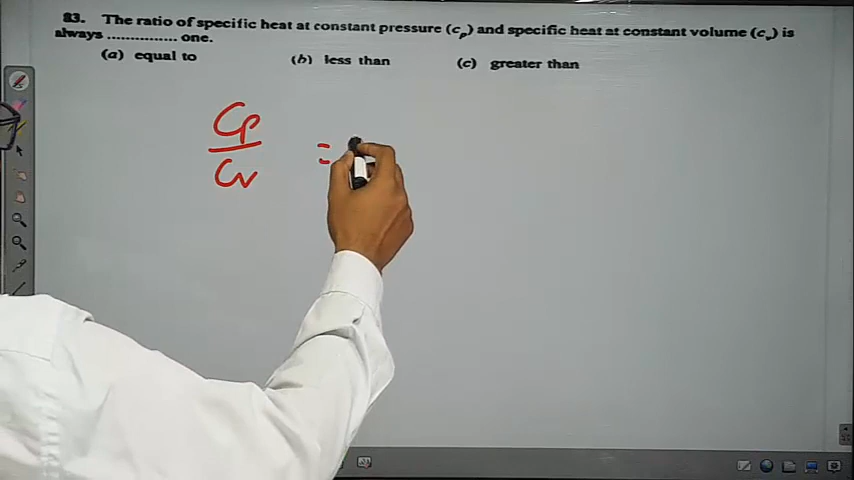 83. The ratio of specific heat at constant pressure (cp) and specific heat at constant volume (cv) is
always ............... one.
(a) equal to (b) less than (c) greater than
Cp
Cv =